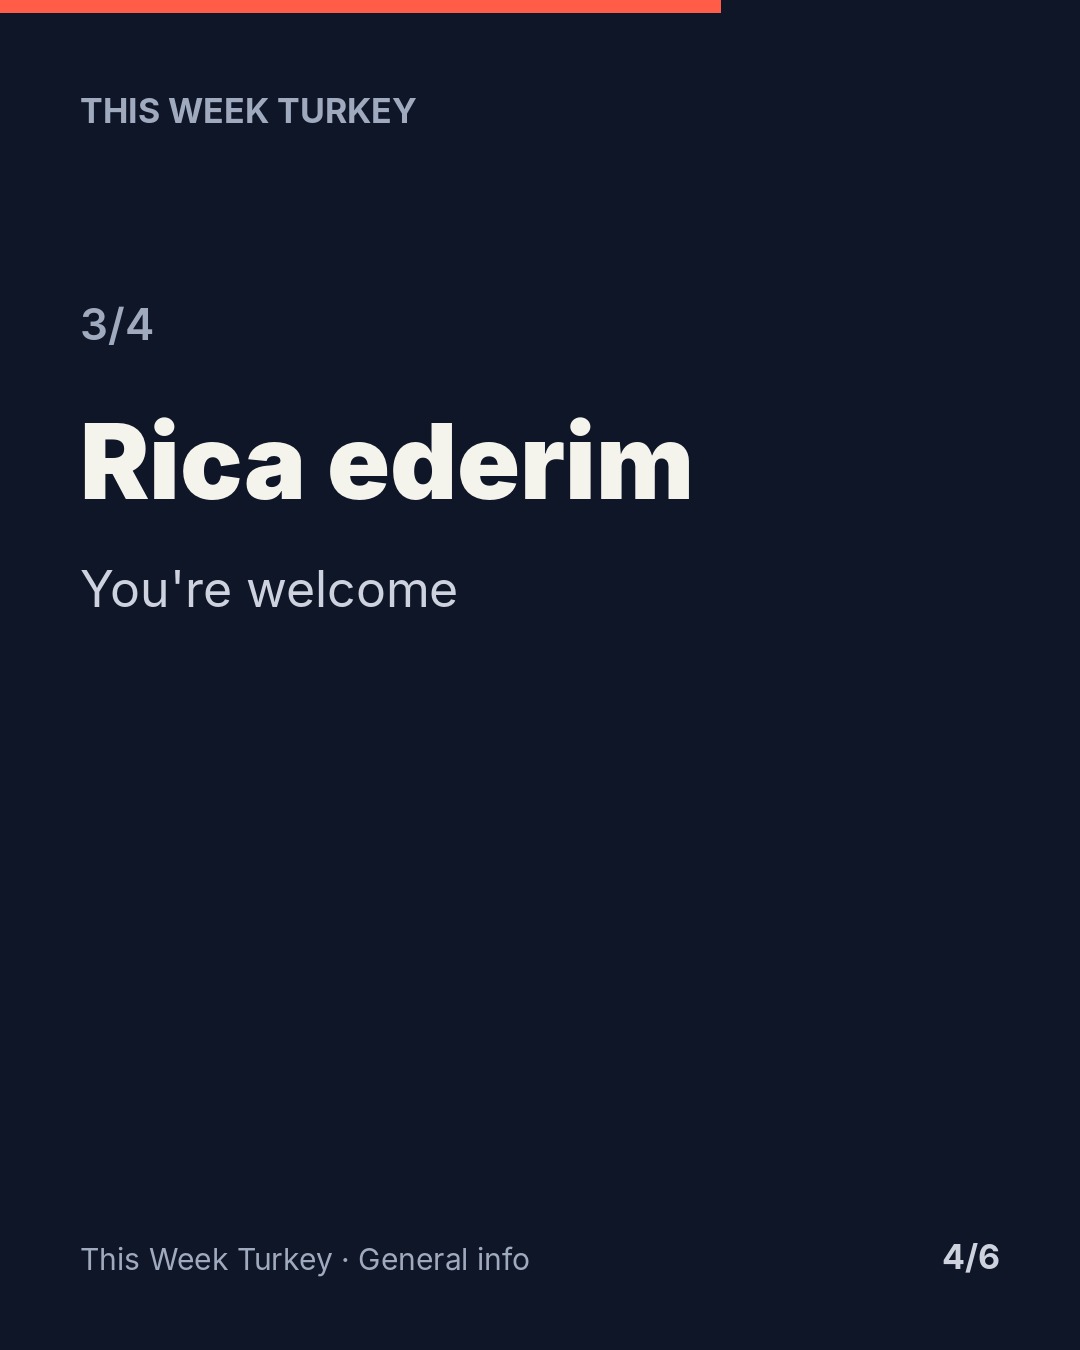 THIS WEEK TURKEY
3/4
Rica ederim
You're welcome
This Week Turkey · General info
4/6